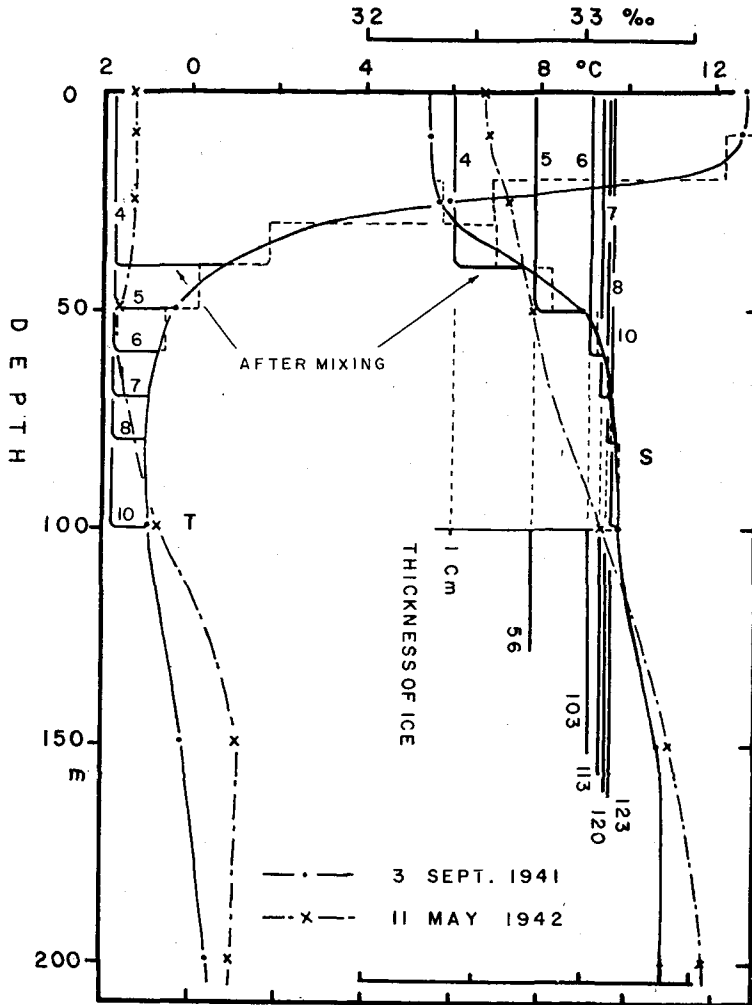 32 33 ‰
2 0 4 8 °C 12
0
4 5 6
4
7
8
5
10
50
6
AFTER MIXING
7
8
S
10
T
100
DEPTH
THICKNESS OF ICE
1 Cm
56
103
113
120
123
150
m
3 SEPT. 1941
11 MAY 1942
200